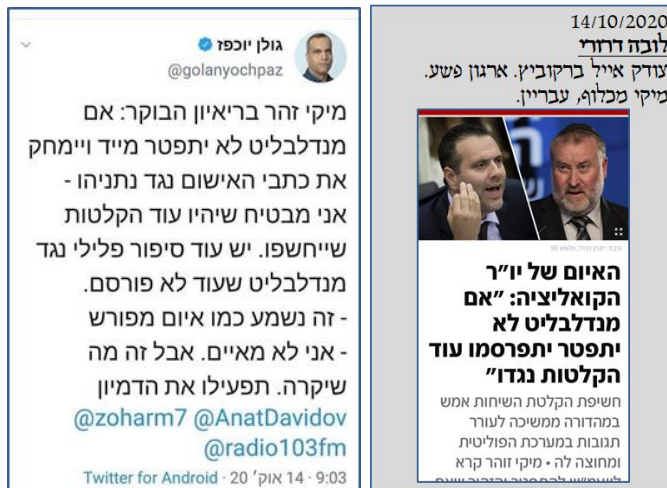 גולן יוכפז
@golanyochpaz
מיקי זהר בריאיון הבוקר: אם
מנדלבליט לא יתפטר מייד ויימחק
את כתבי האישום נגד נתניהו -
אני מבטיח שיהיו עוד הקלטות
שייחשפו. יש עוד סיפור פלילי נגד
מנדלבליט שעוד לא פורסם.
- זה נשמע כמו איום מפורש
- אני לא מאיים. אבל זה מה
שיקרה. תפעילו את הדמיון
@zoharm7 @AnatDavidov
@radio103fm
9:03 · 14 אוק' 20 · Twitter for Android
14/10/2020
לובה דרורי
צודק אייל ברקוביץ. ארגון פשע.
מיקי מכלוף, עבריין.
האיום של יו"ר
הקואליציה: "אם
מנדלבליט לא
יתפטר יתפרסמו עוד
הקלטות נגדו"
חשיפת הקלטת השיחות אמש
במהדורה ממשיכה לעורר
תגובות במערכת הפוליטית
ומחוצה לה • מיקי זוהר קרא